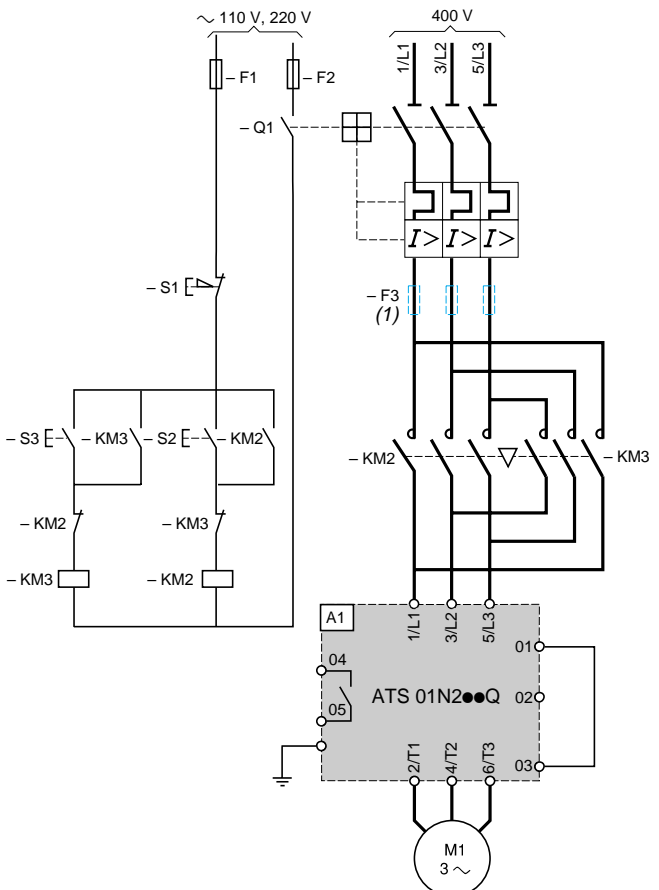 ∼ 110 V, 220 V
400 V
1/L1
3/L2
5/L3
– F1
– F2
– Q1
I>
I>
I>
– S1
– F3
(1)
– S3
– KM3
– S2
– KM2
– KM2
– KM3
– KM2
– KM3
– KM3
– KM2
A1
1/L1
3/L2
5/L3
01
04
ATS 01N2●●Q
02
05
2/T1
4/T2
6/T3
03
M1
3 ∼